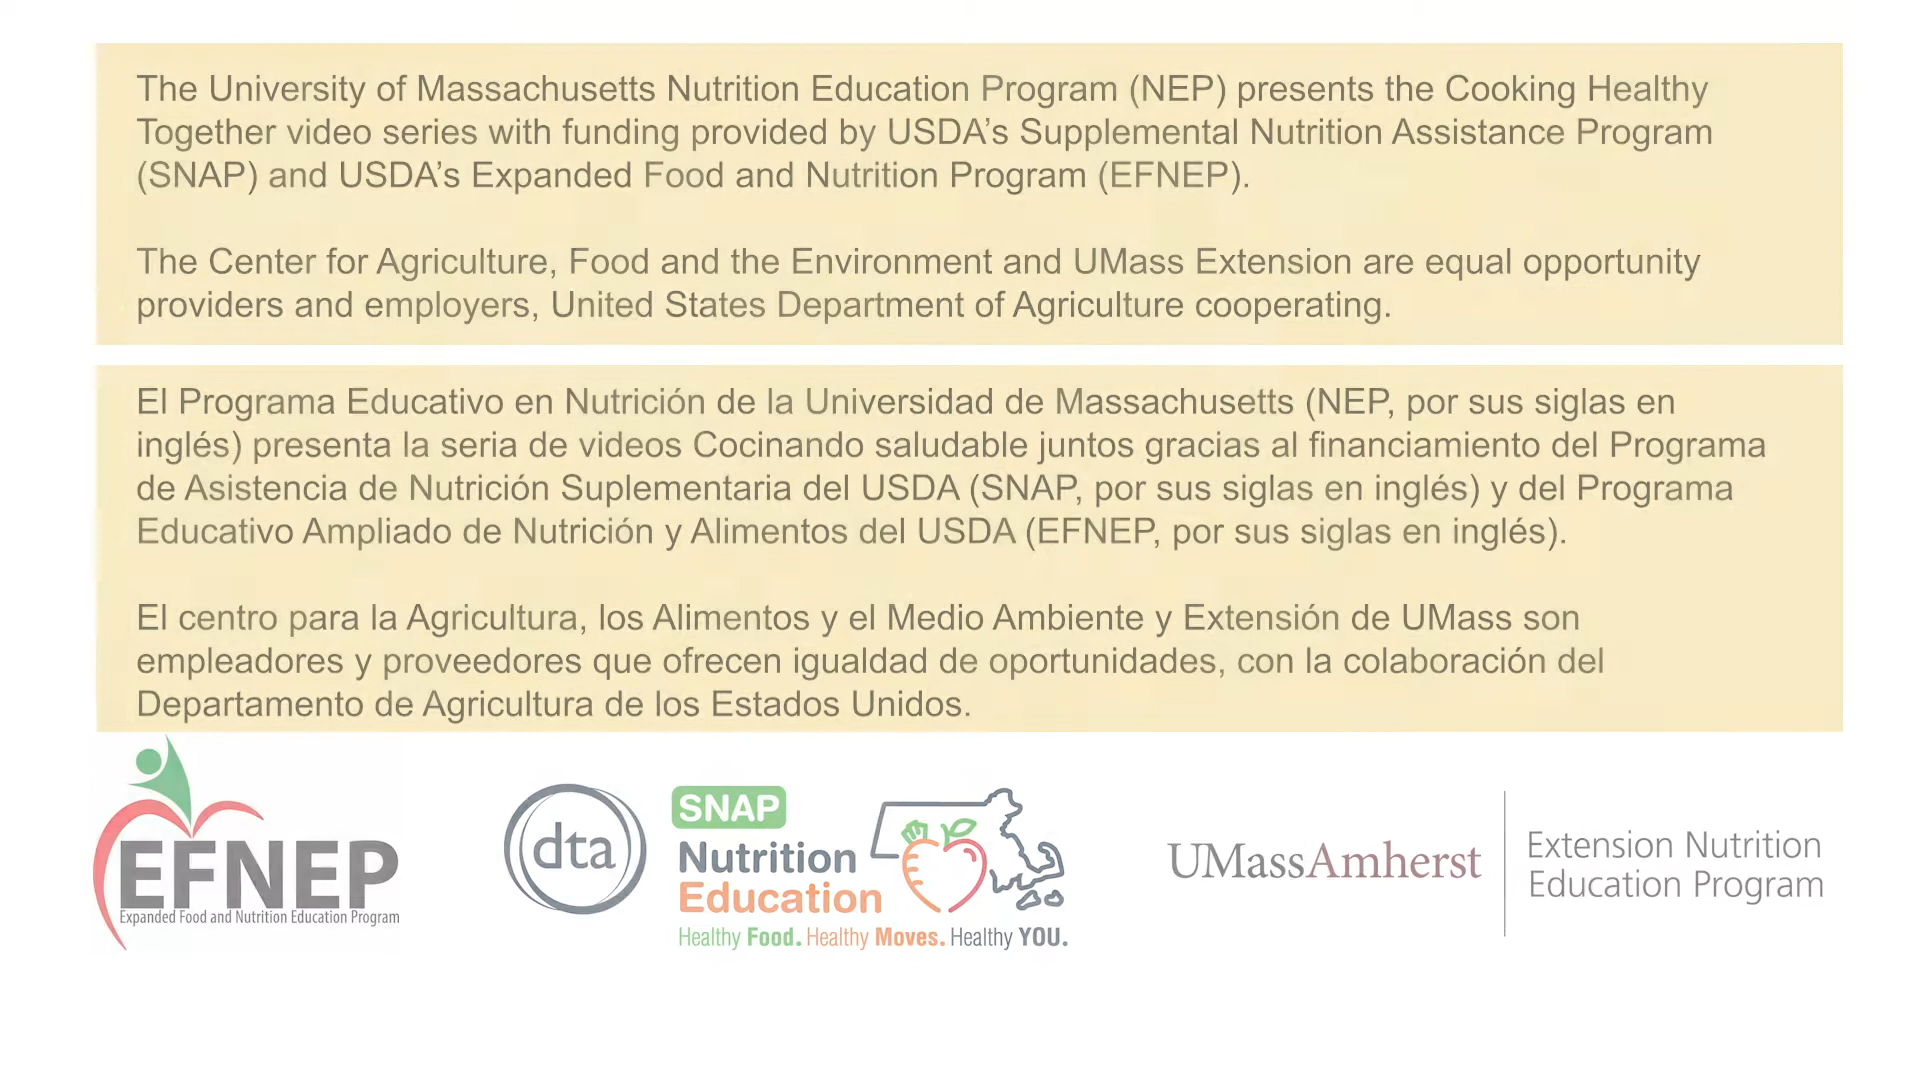 The University of Massachusetts Nutrition Education Program (NEP) presents the Cooking Healthy
Together video series with funding provided by USDA’s Supplemental Nutrition Assistance Program
(SNAP) and USDA’s Expanded Food and Nutrition Program (EFNEP).
The Center for Agriculture, Food and the Environment and UMass Extension are equal opportunity
providers and employers, United States Department of Agriculture cooperating.
El Programa Educativo en Nutrición de la Universidad de Massachusetts (NEP, por sus siglas en
inglés) presenta la seria de videos Cocinando saludable juntos gracias al financiamiento del Programa
de Asistencia de Nutrición Suplementaria del USDA (SNAP, por sus siglas en inglés) y del Programa
Educativo Ampliado de Nutrición y Alimentos del USDA (EFNEP, por sus siglas en inglés).
El centro para la Agricultura, los Alimentos y el Medio Ambiente y Extensión de UMass son
empleadores y proveedores que ofrecen igualdad de oportunidades, con la colaboración del
Departamento de Agricultura de los Estados Unidos.
EFNEP
Expanded Food and Nutrition Education Program
dta
SNAP
Nutrition
Education
Healthy Food. Healthy Moves. Healthy YOU.
UMassAmherst
Extension Nutrition
Education Program